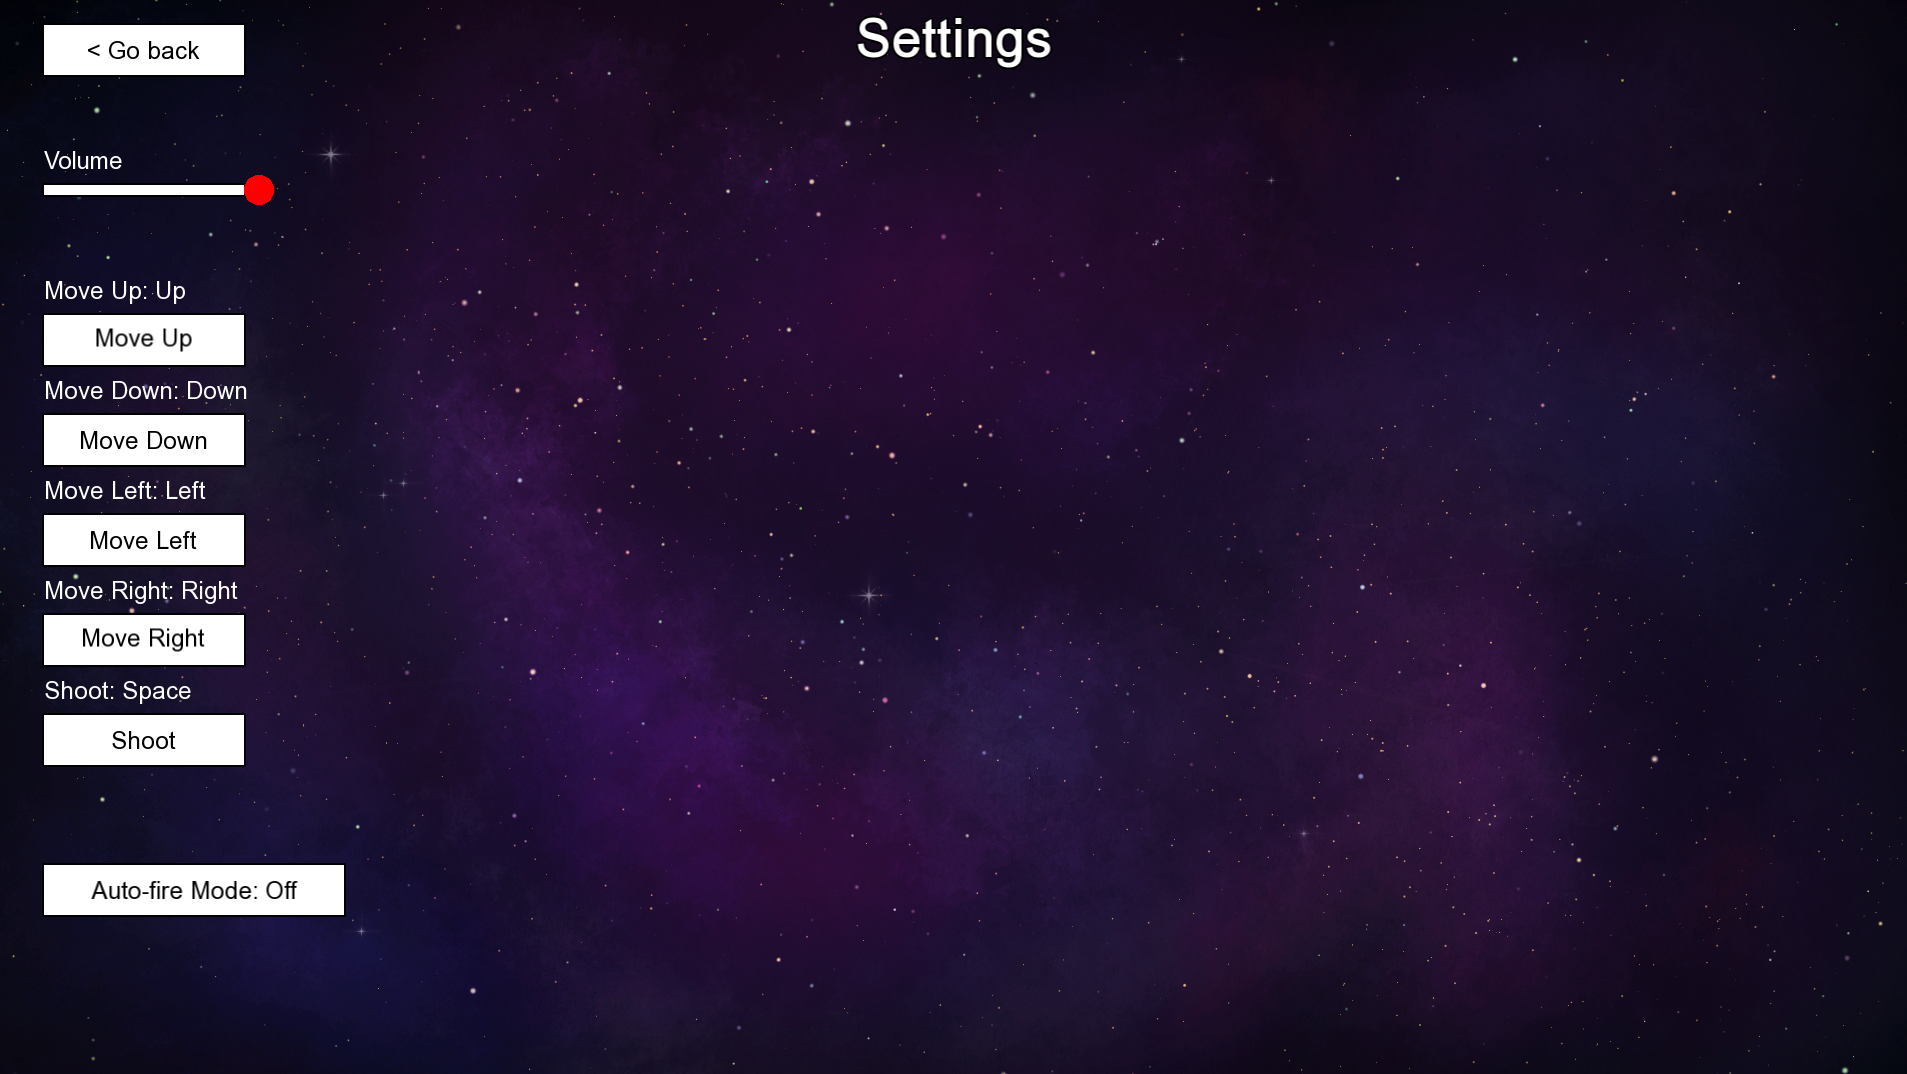 Settings
< Go back
Volume
Move Up: Up
Move Up
Move Down: Down
Move Down
Move Left: Left
Move Left
Move Right: Right
Move Right
Shoot: Space
Shoot
Auto-fire Mode: Off